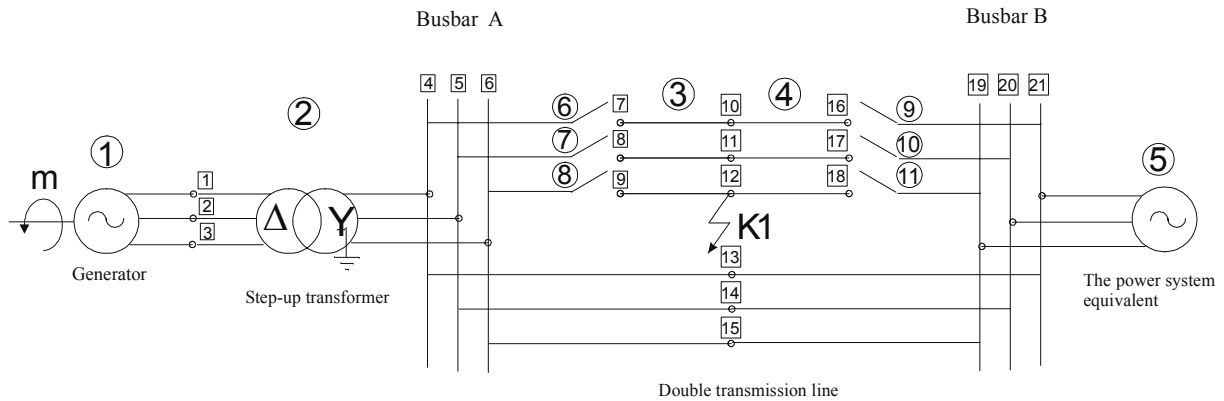 Busbar A
Busbar B
4 5 6
19 20 21
② ⑥ 7 ③ 10 ④ 16 ⑨
⑦ 8 11 17 ⑩
① ⑧ 9 12 18 ⑪ ⑤
m 1
2 Δ Y
3
K1
Generator
13
Step-up transformer
The power system
equivalent
14
15
Double transmission line